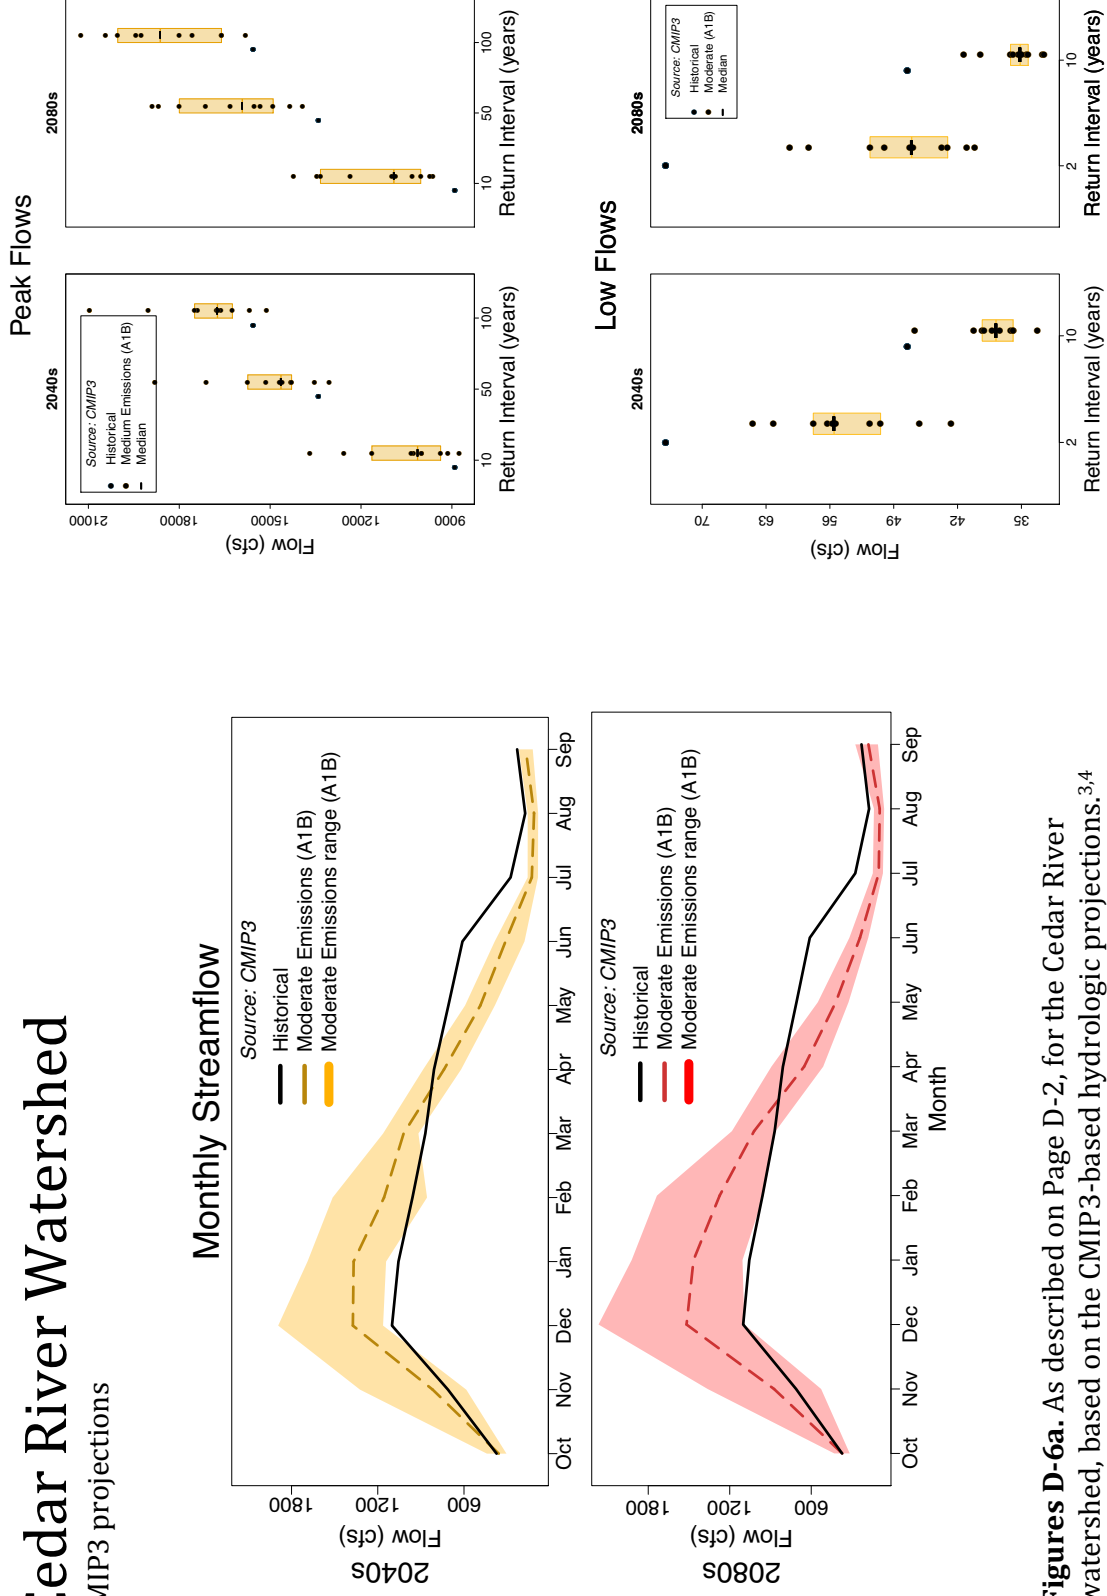 Cedar River Watershed
CMIP3 projections
Monthly Streamflow
Source: CMIP3
Historical
Moderate Emissions (A1B)
Moderate Emissions range (A1B)
2040s
Flow (cfs)
600
1200
1800
Oct
Nov
Dec
Jan
Feb
Mar
Apr
May
Jun
Jul
Aug
Sep
Source: CMIP3
Historical
Moderate Emissions (A1B)
Moderate Emissions range (A1B)
2080s
Flow (cfs)
600
1200
1800
Oct
Nov
Dec
Jan
Feb
Mar
Apr
May
Jun
Jul
Aug
Sep
Month
Peak Flows
2040s
Source: CMIP3
Historical
Medium Emissions (A1B)
Median
Flow (cfs)
9000
12000
15000
18000
21000
10
50
100
Return Interval (years)
2080s
10
50
100
Return Interval (years)
Low Flows
2040s
Flow (cfs)
35
42
49
56
63
70
2
10
Return Interval (years)
2080s
Source: CMIP3
Historical
Moderate (A1B)
Median
2
10
Return Interval (years)
Figures D-6a. As described on Page D-2, for the Cedar River
watershed, based on the CMIP3-based hydrologic projections.3,4